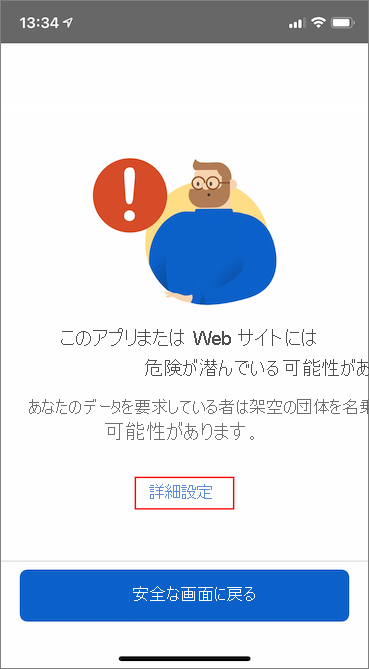 13:34
このアプリまたは Web サイトには
危険が潜んでいる可能性があ
あなたのデータを要求している者は架空の団体を名乗
可能性があります。
詳細設定
安全な画面に戻る